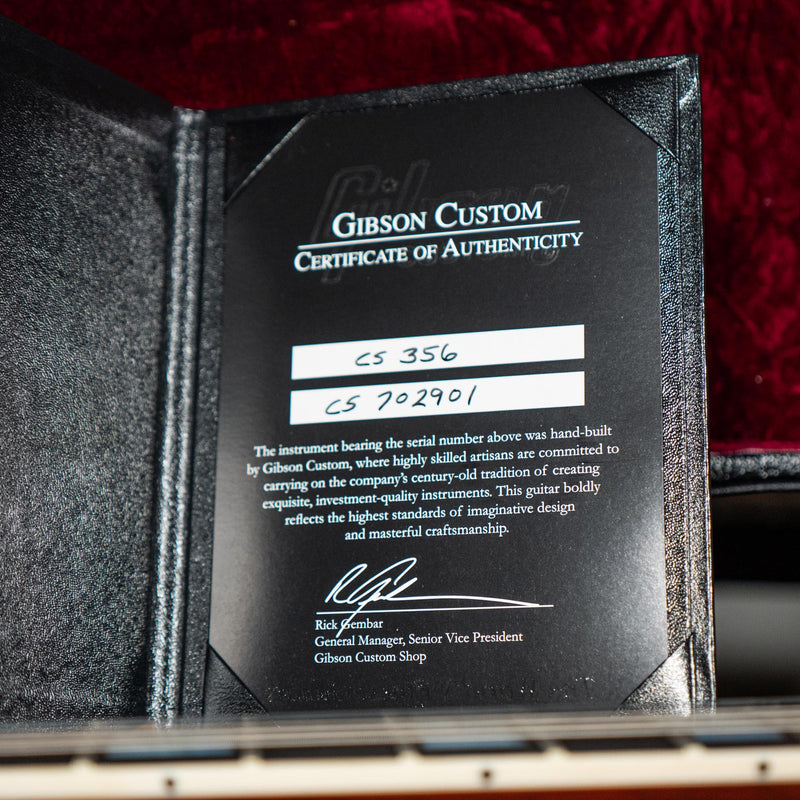 GIBSON CUSTOM
CERTIFICATE OF AUTHENTICITY
CS 356
CS 702901
The instrument bearing the serial number above was hand-built
by Gibson Custom, where highly skilled artisans are committed to
carrying on the company's century-old tradition of creating
exquisite, investment-quality instruments. This guitar boldly
reflects the highest standards of imaginative design
and masterful craftsmanship.
Rick Gembar
General Manager, Senior Vice President
Gibson Custom Shop